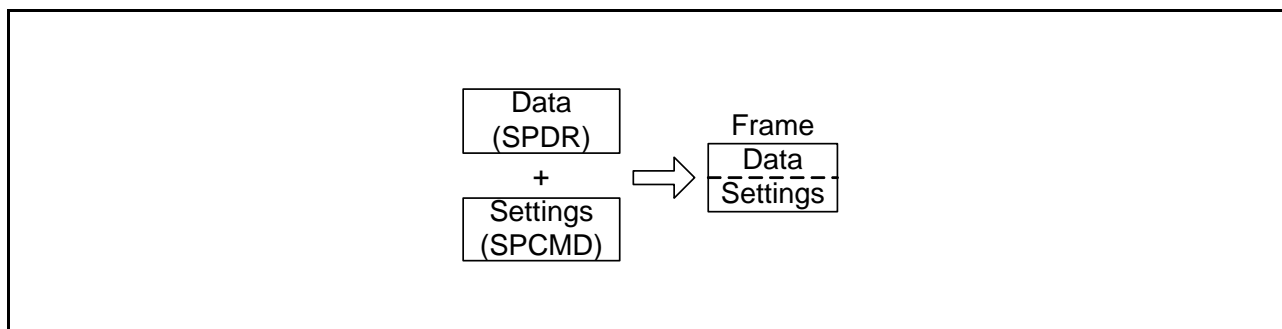 Data
(SPDR)
+
Settings
(SPCMD)
Frame
Data
Settings